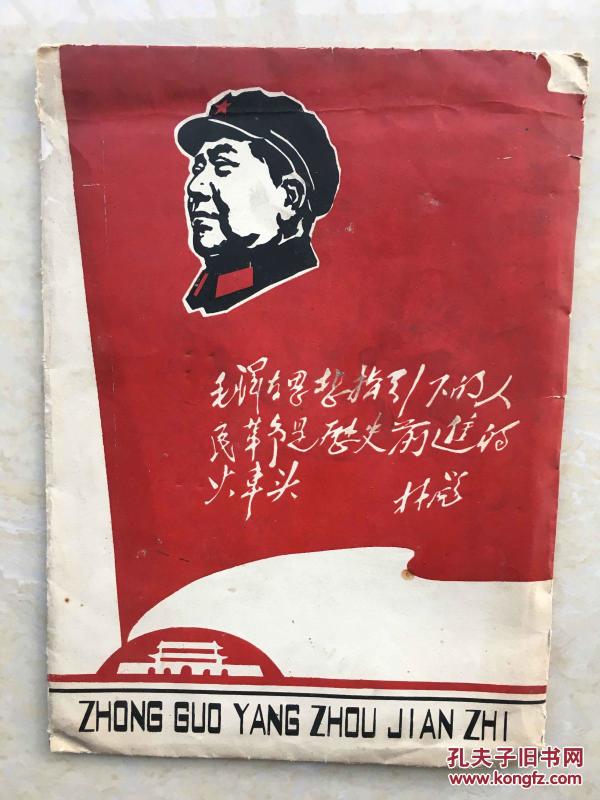 毛泽东思想指引下的人
民革命是历史前进的
火车头 林彪
ZHONG GUO YANG ZHOU JIAN ZHI
孔夫子旧书网
www.kongfz.com